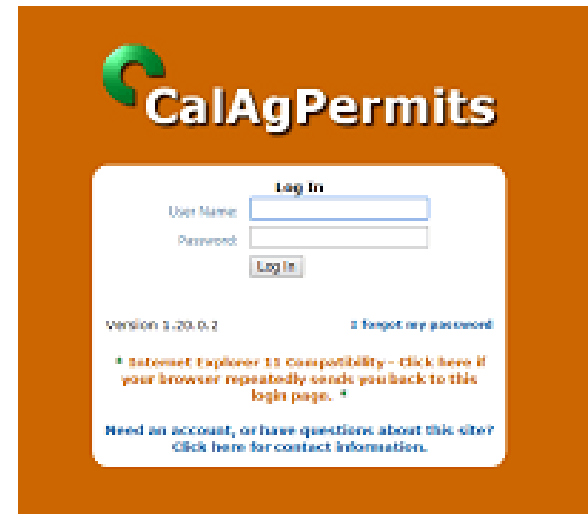 CalAgPermits
Log In
User Name:
Password:
Log In
Version 1.20.0.2
I forgot my password
* Internet Explorer 11 Compatibility - Click here if
your browser repeatedly sends you back to this
login page. *
Need an account, or have questions about this site?
Click here for contact information.